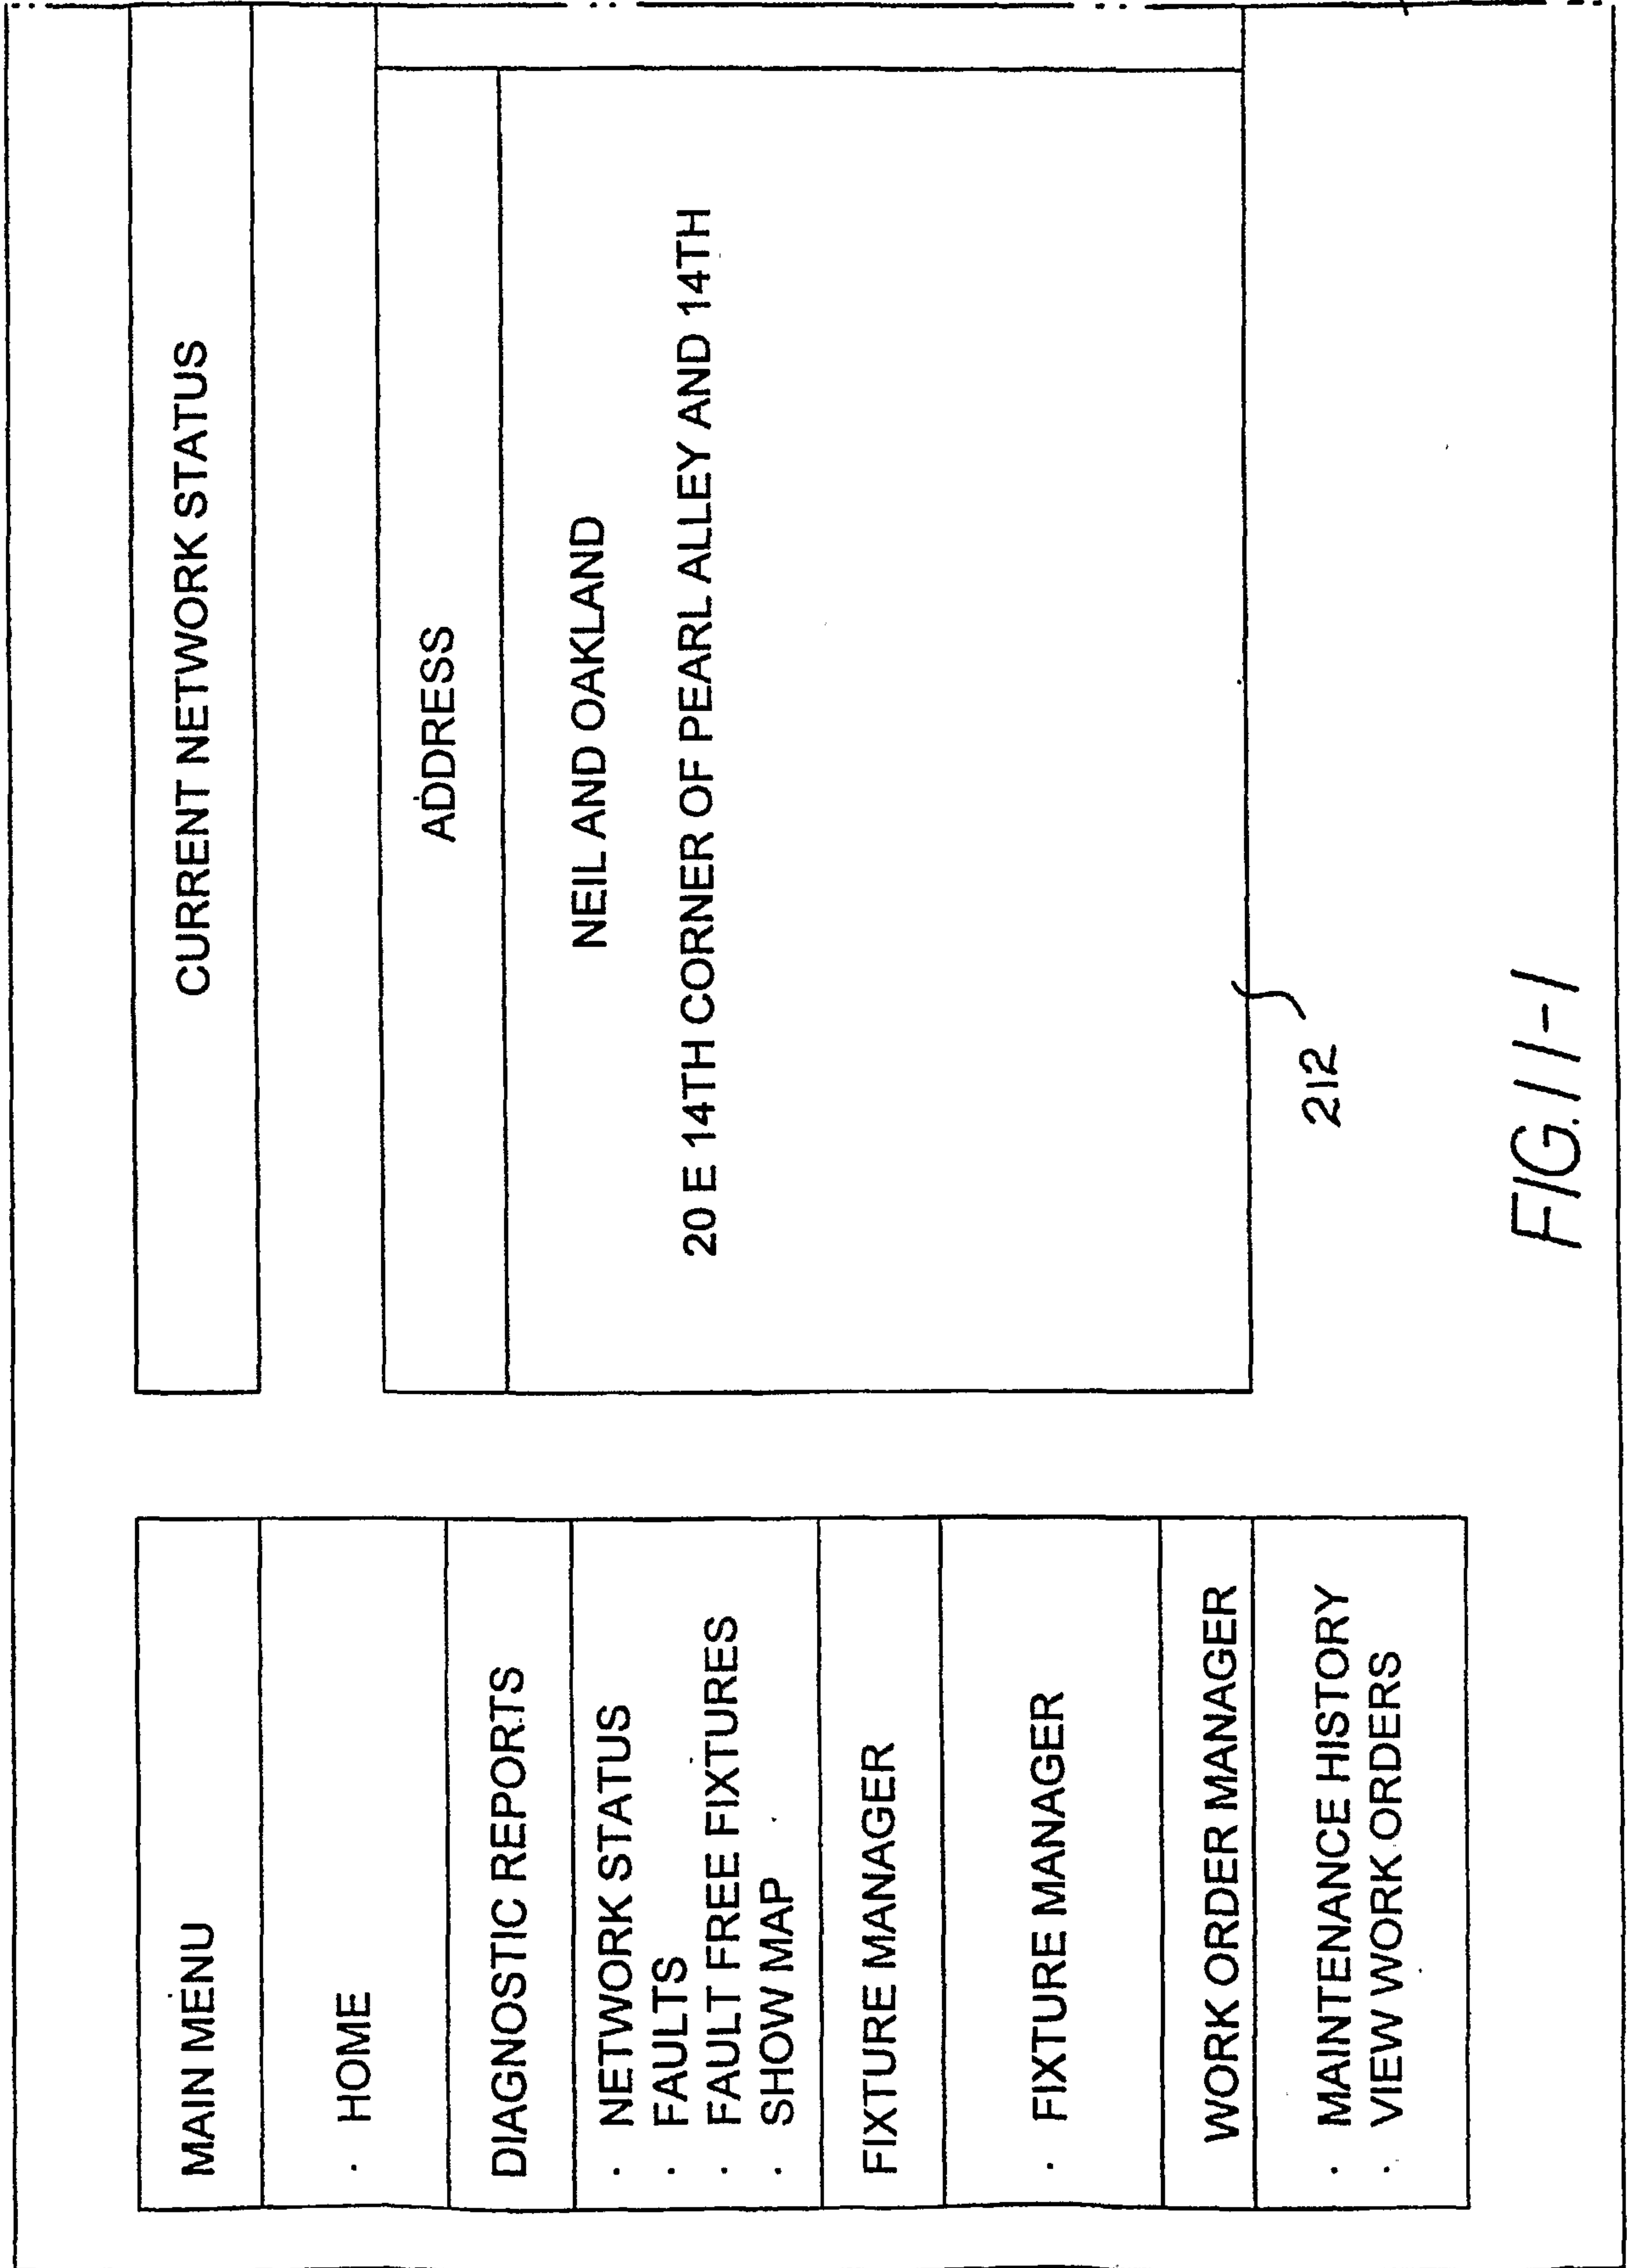 MAIN MENU
· HOME
DIAGNOSTIC REPORTS
· NETWORK STATUS
· FAULTS
· FAULT FREE FIXTURES
· SHOW MAP
FIXTURE MANAGER
· FIXTURE MANAGER
WORK ORDER MANAGER
· MAINTENANCE HISTORY
· VIEW WORK ORDERS
CURRENT NETWORK STATUS
ADDRESS
NEIL AND OAKLAND
20 E 14TH CORNER OF PEARL ALLEY AND 14TH
212
FIG. 11-1